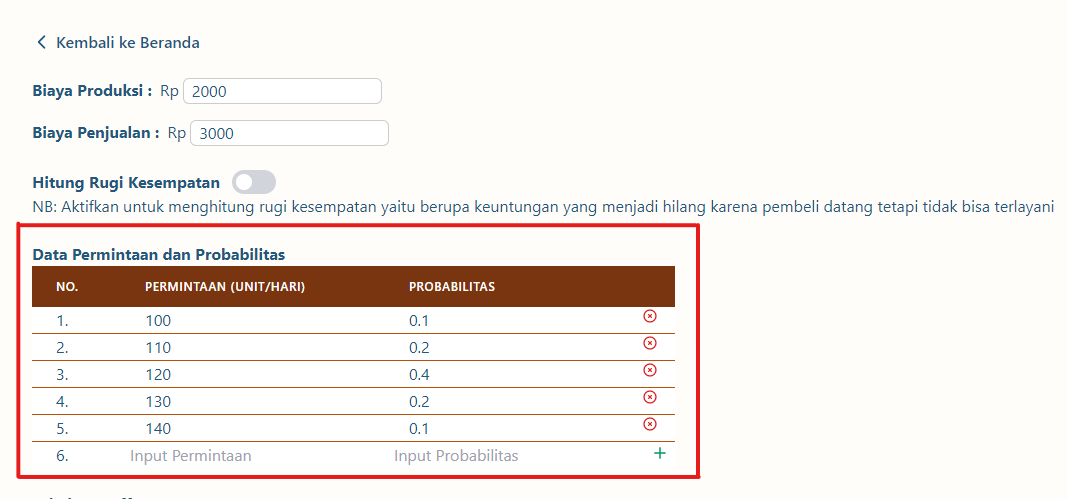 Kembali ke Beranda
Biaya Produksi : Rp 2000
Biaya Penjualan : Rp 3000
Hitung Rugi Kesempatan
NB: Aktifkan untuk menghitung rugi kesempatan yaitu berupa keuntungan yang menjadi hilang karena pembeli datang tetapi tidak bisa terlayani
Data Permintaan dan Probabilitas
NO. PERMINTAAN (UNIT/HARI) PROBABILITAS
1. 100 0.1
2. 110 0.2
3. 120 0.4
4. 130 0.2
5. 140 0.1
6. Input Permintaan Input Probabilitas